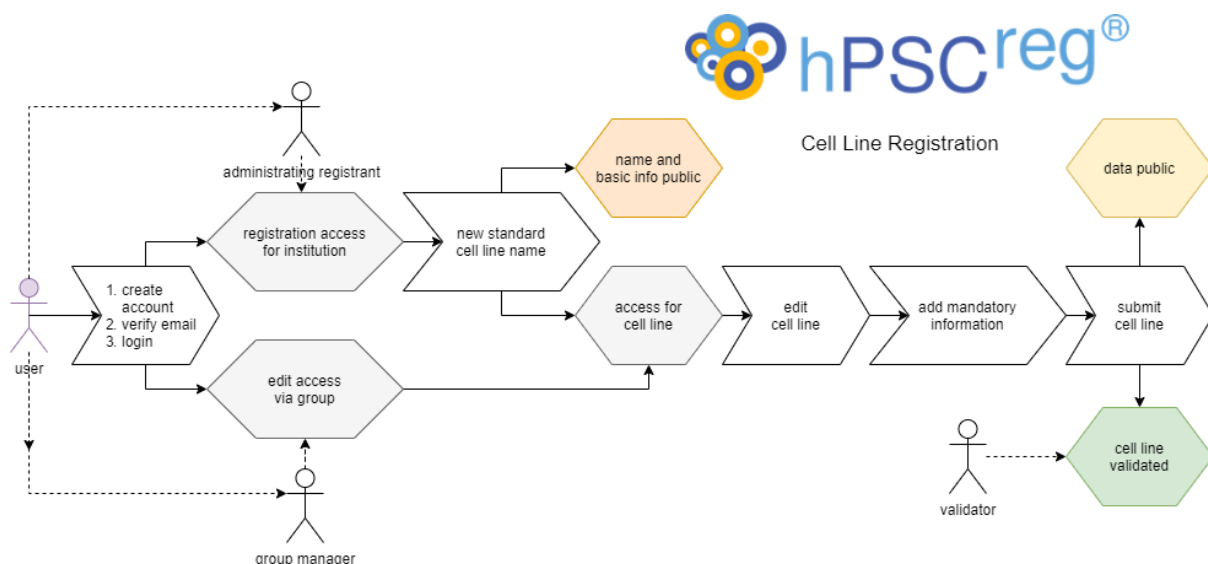 hPSCreg®
Cell Line Registration
administrating registrant
name and
basic info public
data public
registration access
for institution
new standard
cell line name
user
1. create
account
2. verify email
3. login
access for
cell line
edit
cell line
add mandatory
information
submit
cell line
edit access
via group
group manager
validator
cell line
validated